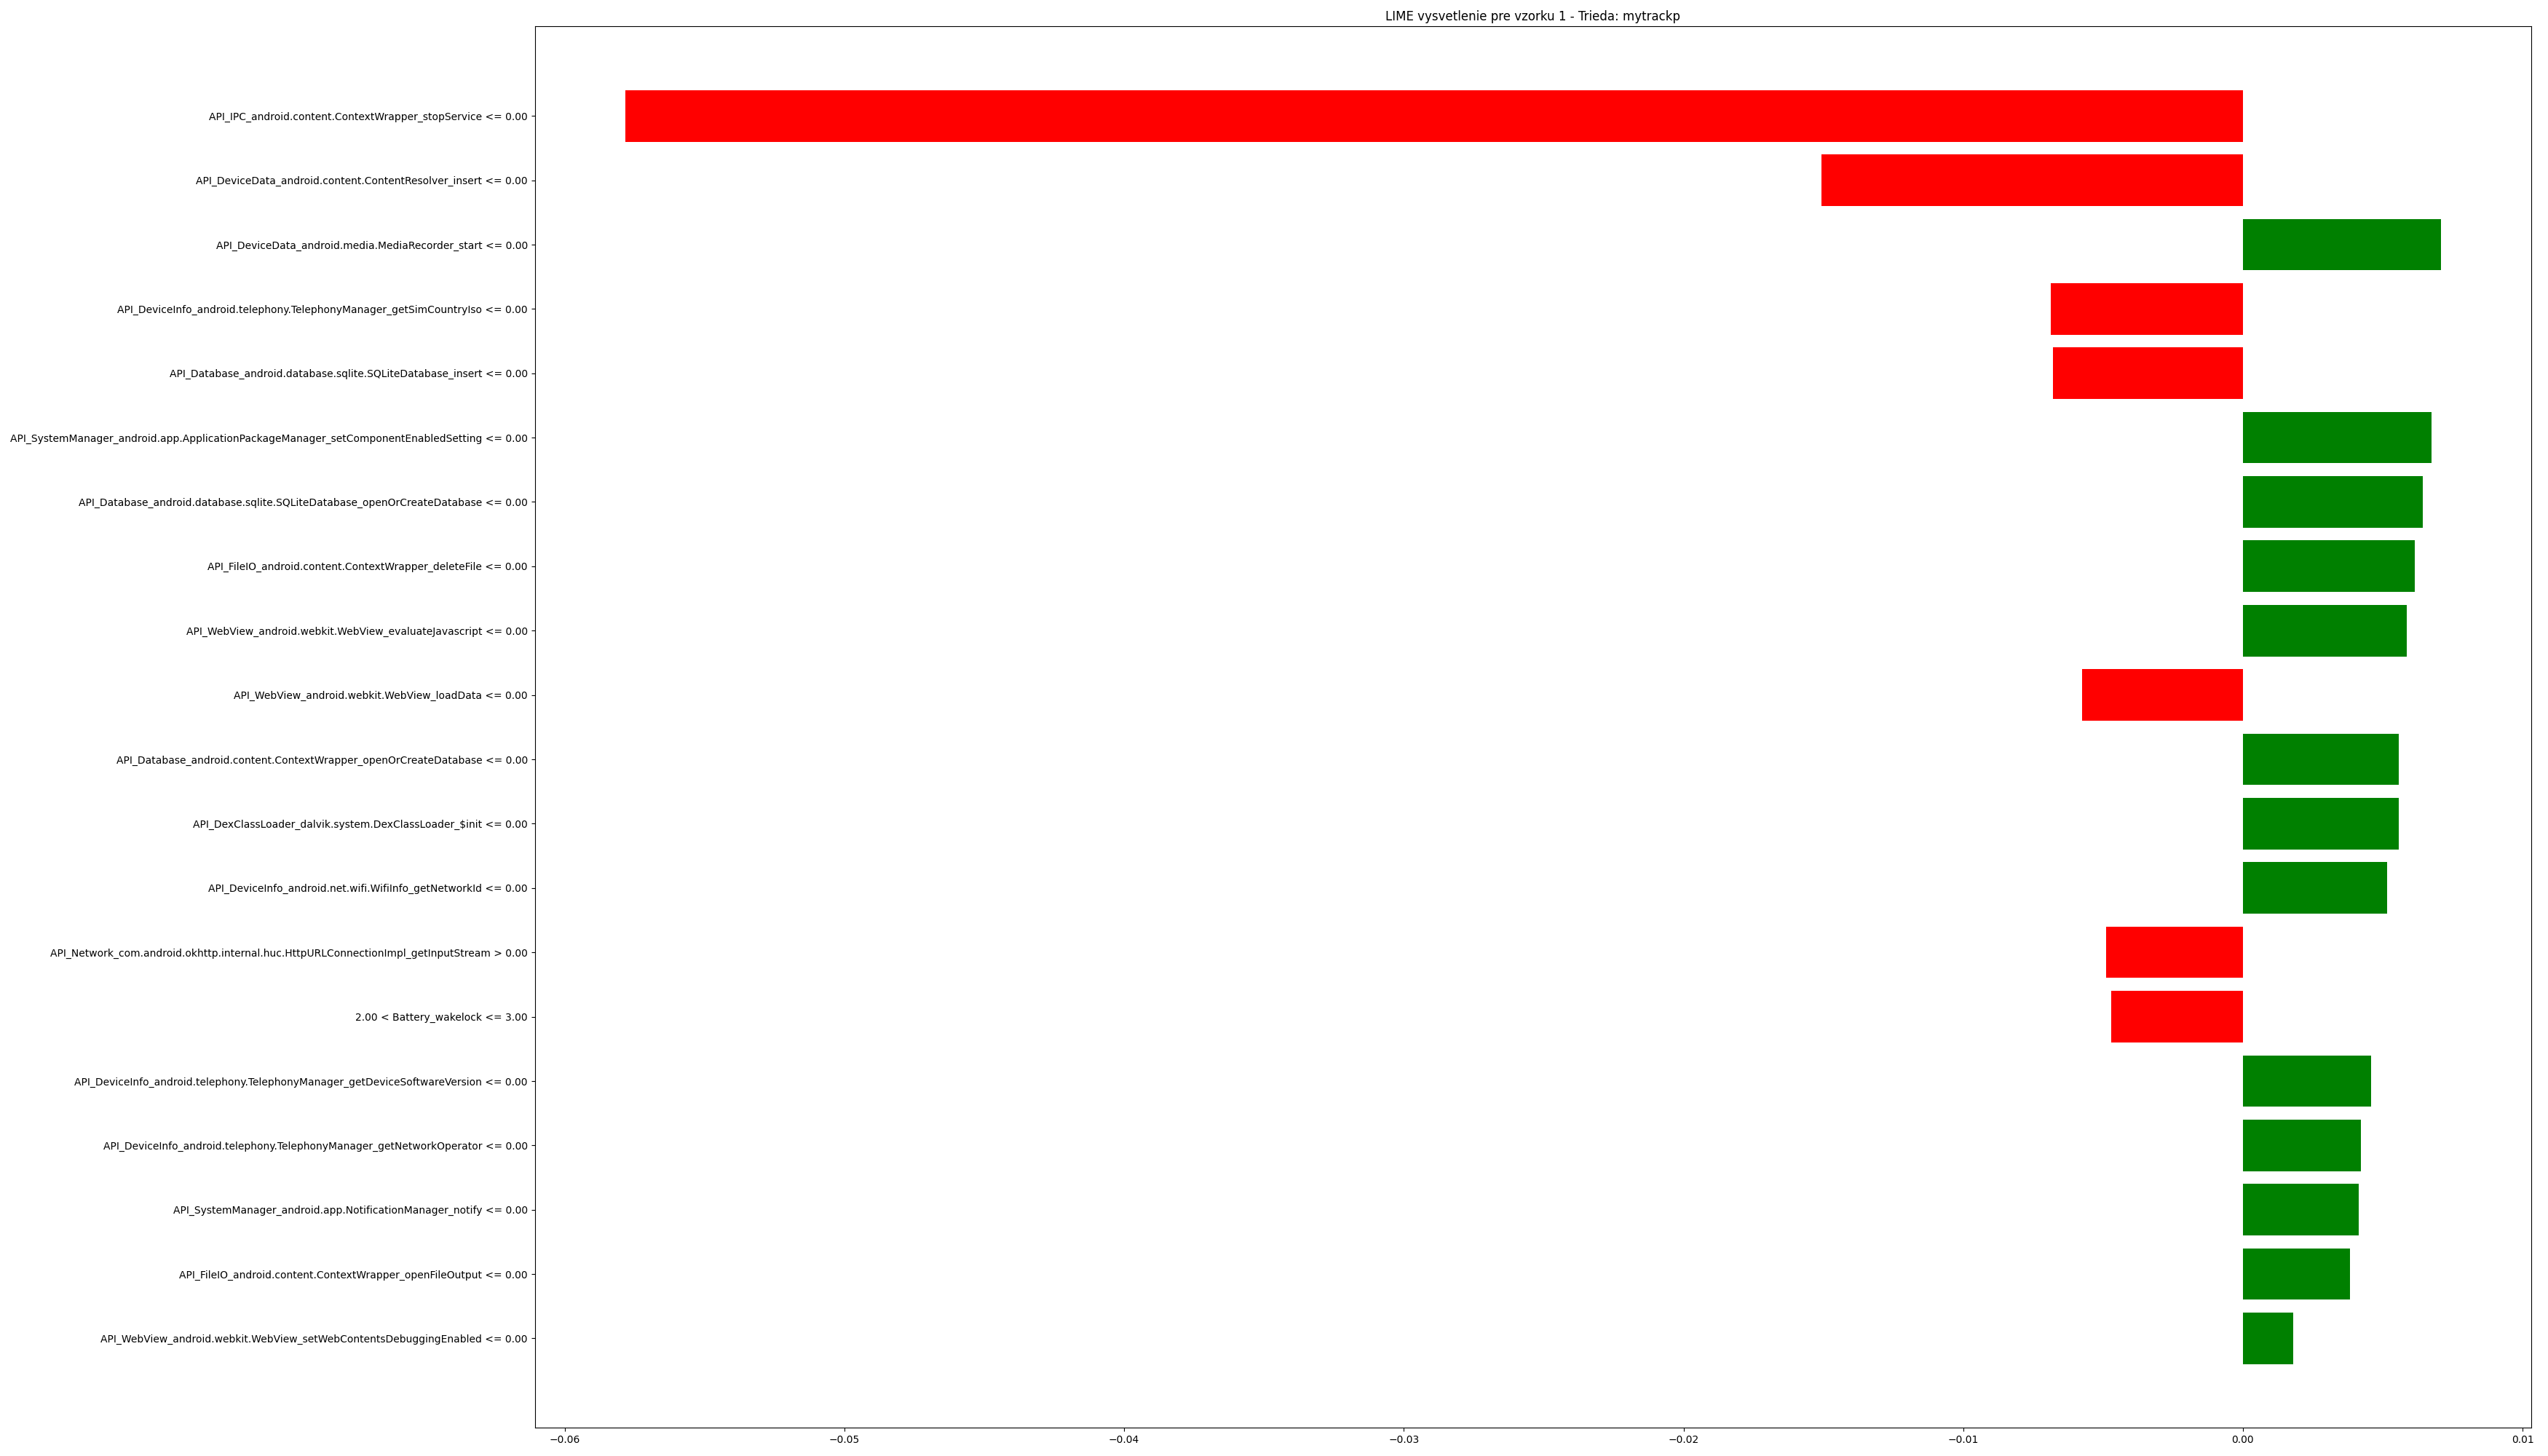 LIME vysvetlenie pre vzorku 1 - Trieda: mytrackp
API_IPC_android.content.ContextWrapper_stopService <= 0.00
API_DeviceData_android.content.ContentResolver_insert <= 0.00
API_DeviceData_android.media.MediaRecorder_start <= 0.00
API_DeviceInfo_android.telephony.TelephonyManager_getSimCountryIso <= 0.00
API_Database_android.database.sqlite.SQLiteDatabase_insert <= 0.00
API_SystemManager_android.app.ApplicationPackageManager_setComponentEnabledSetting <= 0.00
API_Database_android.database.sqlite.SQLiteDatabase_openOrCreateDatabase <= 0.00
API_FileIO_android.content.ContextWrapper_deleteFile <= 0.00
API_WebView_android.webkit.WebView_evaluateJavascript <= 0.00
API_WebView_android.webkit.WebView_loadData <= 0.00
API_Database_android.content.ContextWrapper_openOrCreateDatabase <= 0.00
API_DexClassLoader_dalvik.system.DexClassLoader_$init <= 0.00
API_DeviceInfo_android.net.wifi.WifiInfo_getNetworkId <= 0.00
API_Network_com.android.okhttp.internal.huc.HttpURLConnectionImpl_getInputStream > 0.00
2.00 < Battery_wakelock <= 3.00
API_DeviceInfo_android.telephony.TelephonyManager_getDeviceSoftwareVersion <= 0.00
API_DeviceInfo_android.telephony.TelephonyManager_getNetworkOperator <= 0.00
API_SystemManager_android.app.NotificationManager_notify <= 0.00
API_FileIO_android.content.ContextWrapper_openFileOutput <= 0.00
API_WebView_android.webkit.WebView_setWebContentsDebuggingEnabled <= 0.00
−0.06 −0.05 −0.04 −0.03 −0.02 −0.01 0.00 0.01